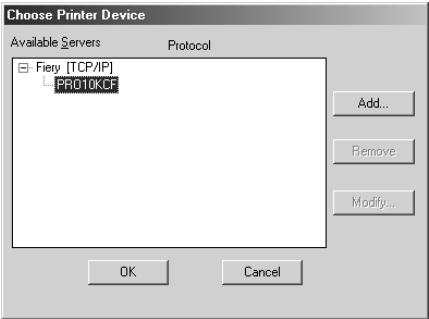 Choose Printer Device
Available Servers Protocol
Fiery [TCP/IP]
PRO10KCF
Add...
Remove
Modify...
OK Cancel